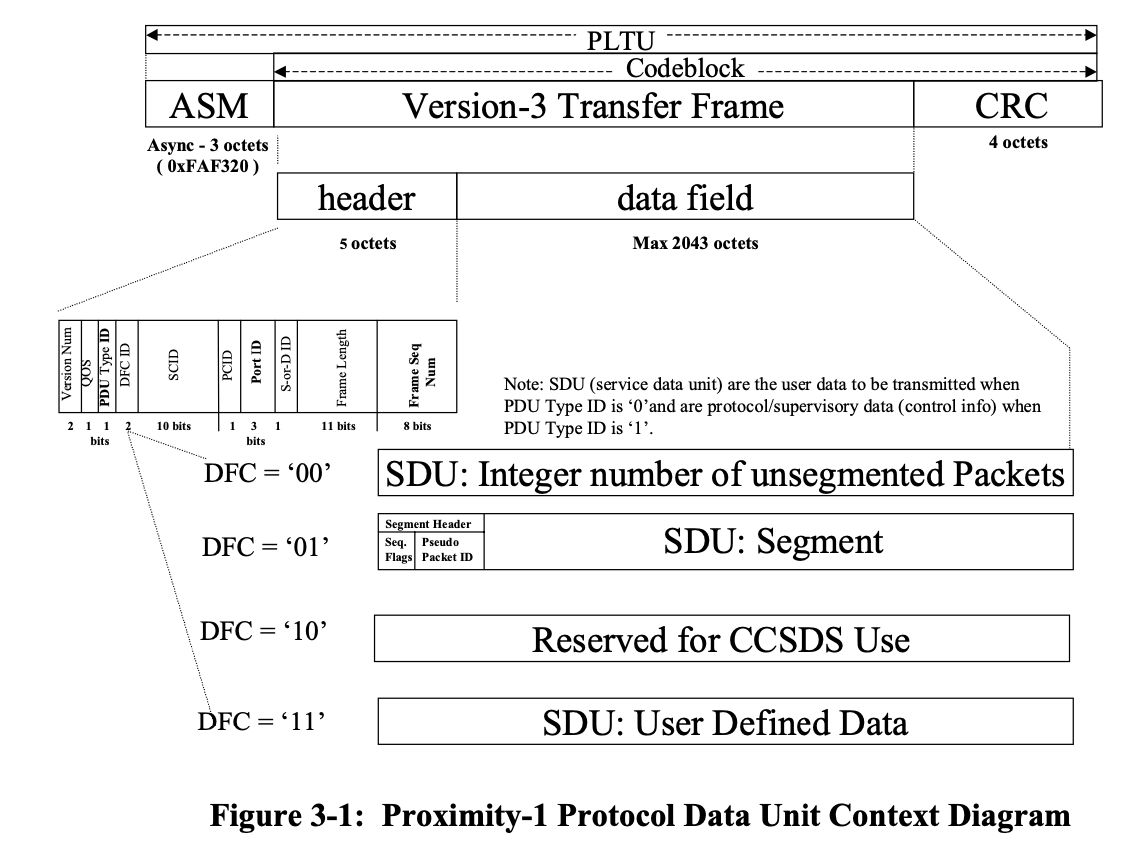 PLTU
Codeblock
ASM
Version-3 Transfer Frame
CRC
Async - 3 octets
( 0xFAF320 )
4 octets
header
data field
5 octets
Max 2043 octets
Version Num
QOS
PDU Type ID
DFC ID
SCID
PCID
Port ID
S-or-D ID
Frame Length
Frame Seq
Num
2 1 1 2 10 bits 1 3 1 11 bits 8 bits
bits bits
Note: SDU (service data unit) are the user data to be transmitted when
PDU Type ID is ‘0’and are protocol/supervisory data (control info) when
PDU Type ID is ‘1’.
DFC = ‘00’
SDU: Integer number of unsegmented Packets
DFC = ‘01’
Segment Header
Seq.
Flags
Pseudo
Packet ID
SDU: Segment
DFC = ‘10’
Reserved for CCSDS Use
DFC = ‘11’
SDU: User Defined Data
Figure 3-1: Proximity-1 Protocol Data Unit Context Diagram